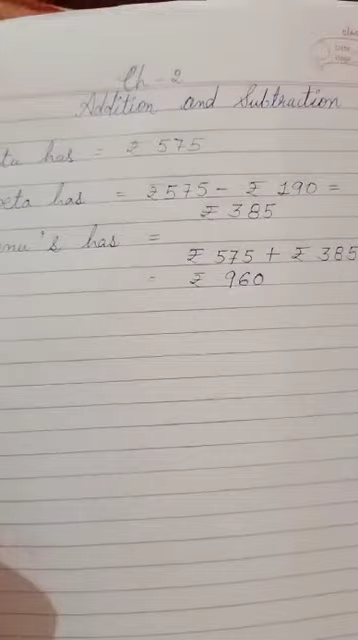 Ch - 2
Addition and Subtraction
has = ₹ 575
has = ₹ 575 - ₹ 190 =
₹ 385
has =
₹ 575 + ₹ 385
= ₹ 960